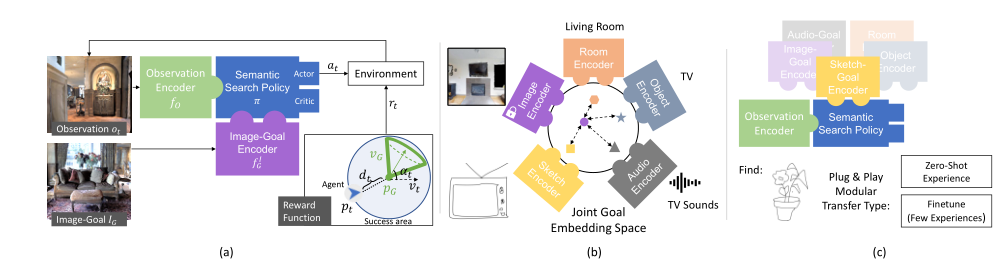 Observation
Encoder
f_O
Semantic
Search Policy
π
Actor
Critic
a_t
Environment
r_t
Observation o_t
Image-Goal
Encoder
f_G^I
Image-Goal I_G
v_G
α_t
d_t
v_t
p_G
Agent
p_t
Success area
Reward
Function
(a)
Living Room
Room
Encoder
TV
Image
Encoder
Object
Encoder
Sketch
Encoder
Audio
Encoder
TV Sounds
Joint Goal
Embedding Space
(b)
Audio-Goal
Room
Image-
Goal
Encoder
Object
Encoder
Sketch-
Goal
Encoder
Observation
Encoder
Semantic
Search Policy
Find:
Plug & Play
Modular
Transfer Type:
Zero-Shot
Experience
Finetune
(Few Experiences)
(c)